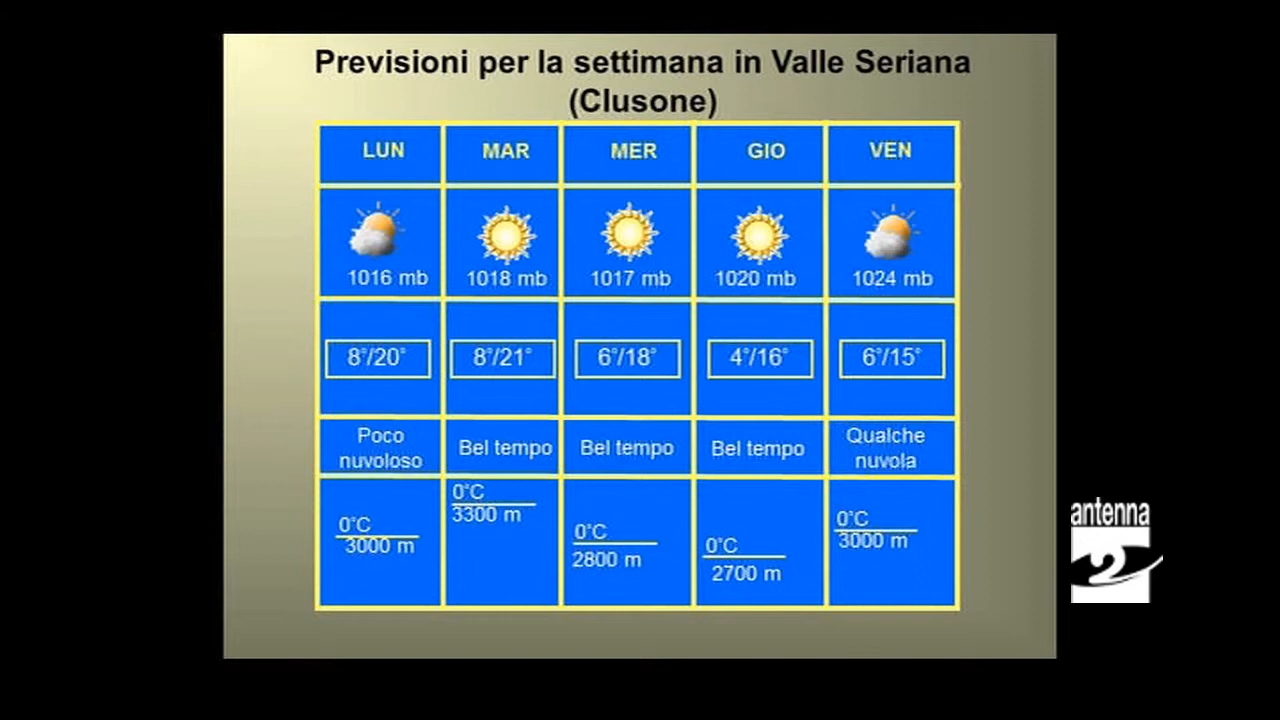 Previsioni per la settimana in Valle Seriana
(Clusone)
LUN MAR MER GIO VEN
1016 mb 1018 mb 1017 mb 1020 mb 1024 mb
8°/20° 8°/21° 6°/18° 4°/16° 6°/15°
Poco
nuvoloso
Bel tempo
Bel tempo
Bel tempo
Qualche
nuvola
0°C
3000 m
0°C
3300 m
0°C
2800 m
0°C
2700 m
0°C
3000 m
antenna
2